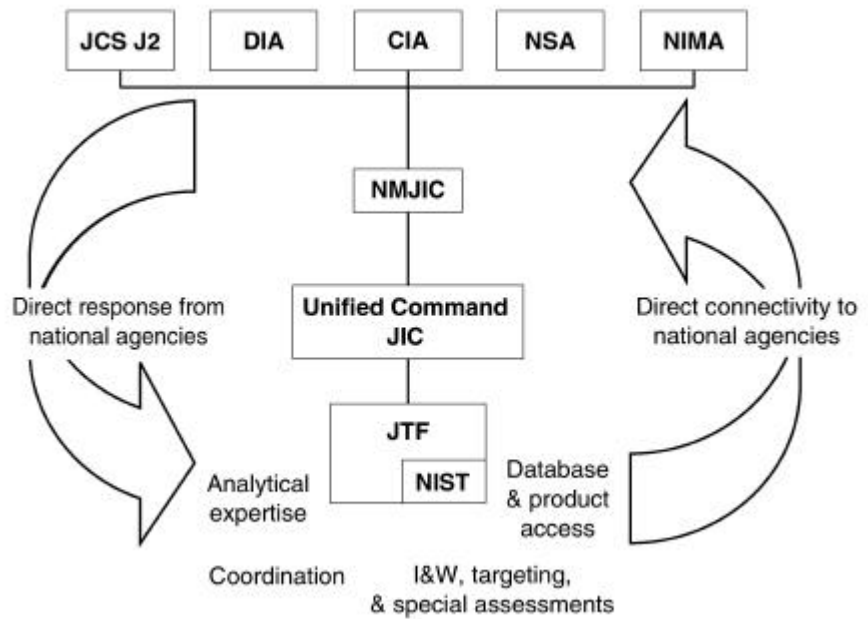 JCS J2
DIA
CIA
NSA
NIMA
NMJIC
Direct response from
national agencies
Unified Command
JIC
Direct connectivity to
national agencies
JTF
NIST
Analytical
expertise
Database
& product
access
Coordination
I&W, targeting,
& special assessments